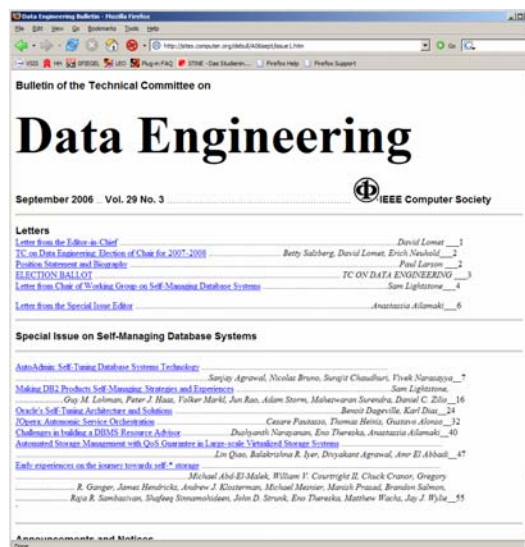 Data Engineering Bulletin - Mozilla Firefox
File Edit View Go Bookmarks Tools Help
http://sites.computer.org/debull/A06sept/issue1.htm Go
VSIS HH SPIEGEL LEO Plug-in FAQ STINE - Das Studienin... Firefox Help Firefox Support
Bulletin of the Technical Committee on
Data Engineering
September 2006 Vol. 29 No. 3 IEEE Computer Society
Letters
Letter from the Editor-in-Chief David Lomet 1
TC on Data Engineering: Election of Chair for 2007-2008 Betty Salzberg, David Lomet, Erich Neuhold 2
Position Statement and Biography Paul Larson 2
ELECTION BALLOT TC ON DATA ENGINEERING 3
Letter from Chair of Working Group on Self-Managing Database Systems Sam Lightstone 4
Letter from the Special Issue Editor Anastassia Ailamaki 6
Special Issue on Self-Managing Database Systems
AutoAdmin: Self-Tuning Database Systems Technology
Sanjay Agrawal, Nicolas Bruno, Surajit Chaudhuri, Vivek Narasayya 7
Making DB2 Products Self-Managing: Strategies and Experiences Sam Lightstone,
Guy M. Lohman, Peter J. Haas, Volker Markl, Jun Rao, Adam Storm, Maheswaran Surendra, Daniel C. Zilio 16
Oracle's Self-Tuning Architecture and Solutions Benoit Dageville, Karl Dias 24
JOpera: Autonomic Service Orchestration Cesare Pautasso, Thomas Heinis, Gustavo Alonso 32
Challenges in building a DBMS Resource Advisor Dushyanth Narayanan, Eno Thereska, Anastassia Ailamaki 40
Automated Storage Management with QoS Guarantee in Large-scale Virtualized Storage Systems
Lin Qiao, Balakrishna R. Iyer, Divyakant Agrawal, Amr El Abbadi 47
Early experiences on the journey towards self-* storage
Michael Abd-El-Malek, William V. Courtright II, Chuck Cranor, Gregory
R. Ganger, James Hendricks, Andrew J. Klosterman, Michael Mesnier, Manish Prasad, Brandon Salmon,
Raja R. Sambasivan, Shafeeq Sinnamohideen, John D. Strunk, Eno Thereska, Matthew Wachs, Jay J. Wylie 55
Announcements and Notices
Done